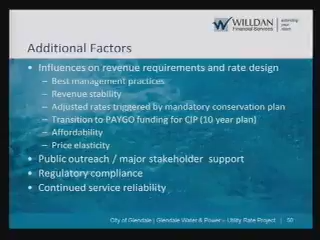 WILLDAN
Financial Services
Additional Factors
• Influences on revenue requirements and rate design
– Best management practices
– Revenue stability
– Adjusted rates triggered by mandatory conservation plan
– Transition to PAYGO funding for CIP (10 year plan)
– Affordability
– Price elasticity
• Public outreach / major stakeholder support
• Regulatory compliance
• Continued service reliability
City of Glendale | Glendale Water & Power – Utility Rate Project |